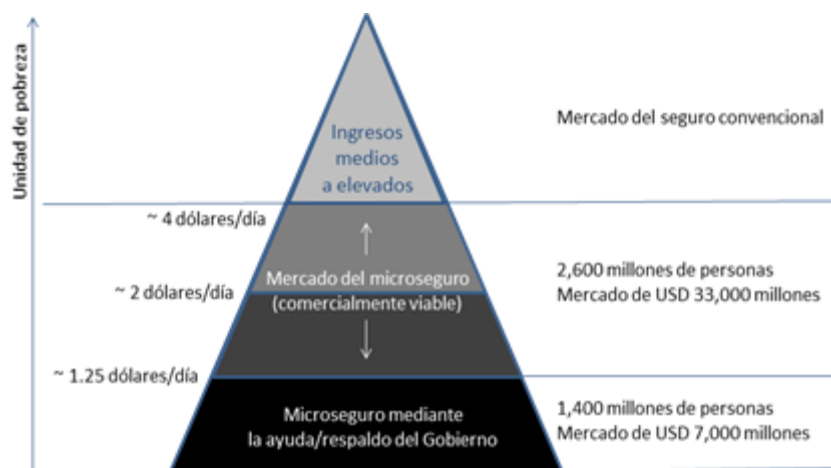 Unidad de pobreza
Ingresos
medios
a elevados
Mercado del seguro convencional
~ 4 dólares/día
Mercado del microseguro
(comercialmente viable)
~ 2 dólares/día
2,600 millones de personas
Mercado de USD 33,000 millones
~ 1.25 dólares/día
Microseguro mediante
la ayuda/respaldo del Gobierno
1,400 millones de personas
Mercado de USD 7,000 millones